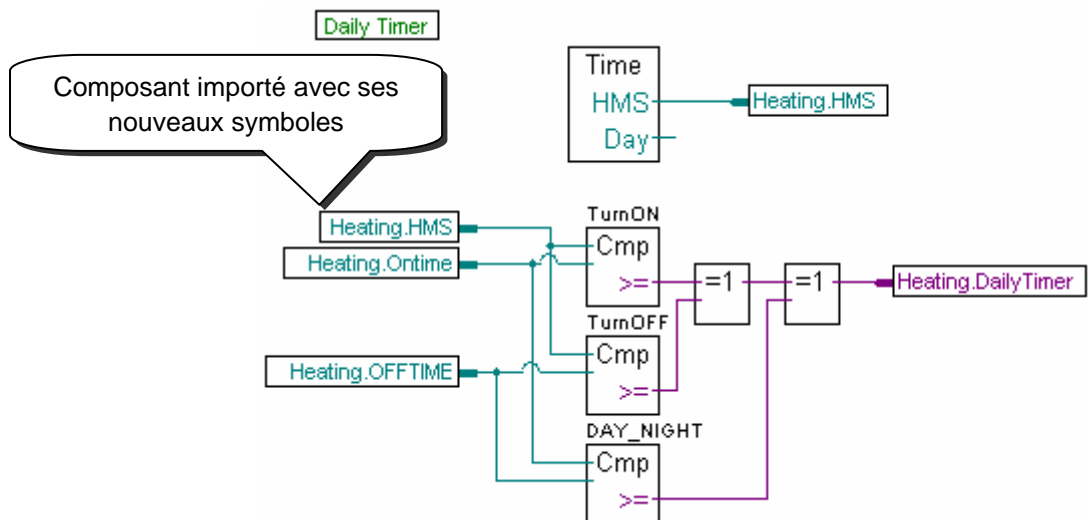 Daily Timer
Composant importé avec ses
nouveaux symboles
Time
HMS
Day
Heating.HMS
Heating.HMS
Heating.Ontime
Heating.OFFTIME
TurnON
Cmp
>=
TurnOFF
Cmp
>=
DAY_NIGHT
Cmp
>=
=1
=1
Heating.DailyTimer